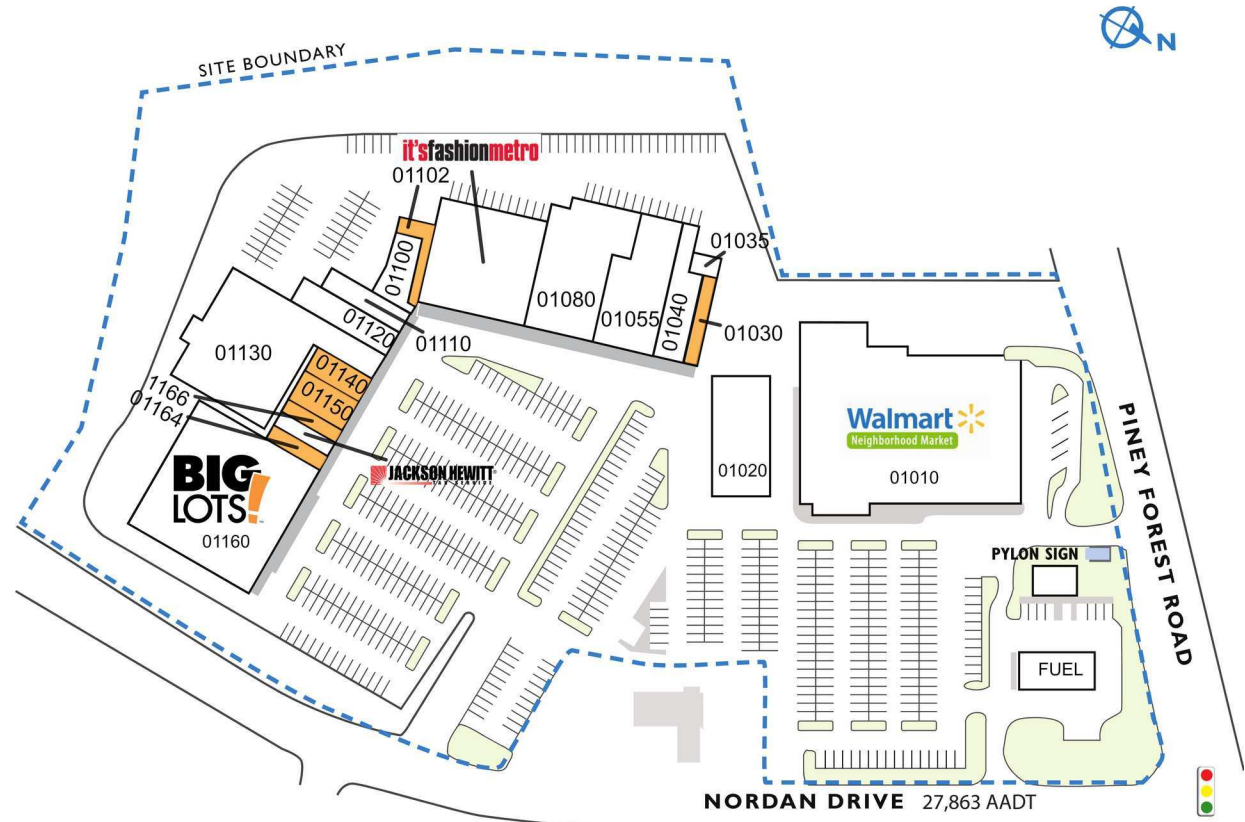 N
SITE BOUNDARY
it'sfashionmetro
01102
01100
01035
01080
01055
01040
01030
01120
01110
01130
01140
01150
1166
01164
BIG
LOTS!
01160
JACKSON HEWITT
TAX SERVICE
01020
Walmart
Neighborhood Market
01010
PYLON SIGN
FUEL
PINEY FOREST ROAD
NORDAN DRIVE 27,863 AADT